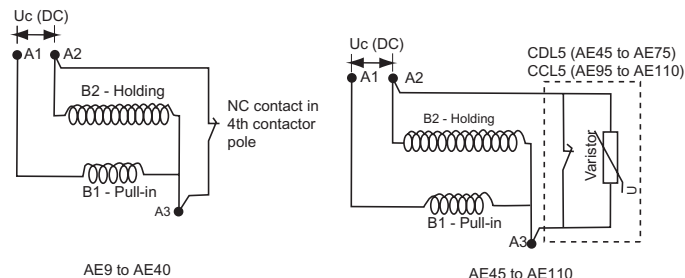 Uc (DC)
A1
A2
B2 - Holding
NC contact in
4th contactor
pole
B1 - Pull-in
A3
AE9 to AE40
Uc (DC)
A1
A2
CDL5 (AE45 to AE75)
CCL5 (AE95 to AE110)
B2 - Holding
Varistor
U
B1 - Pull-in
A3
AE45 to AE110